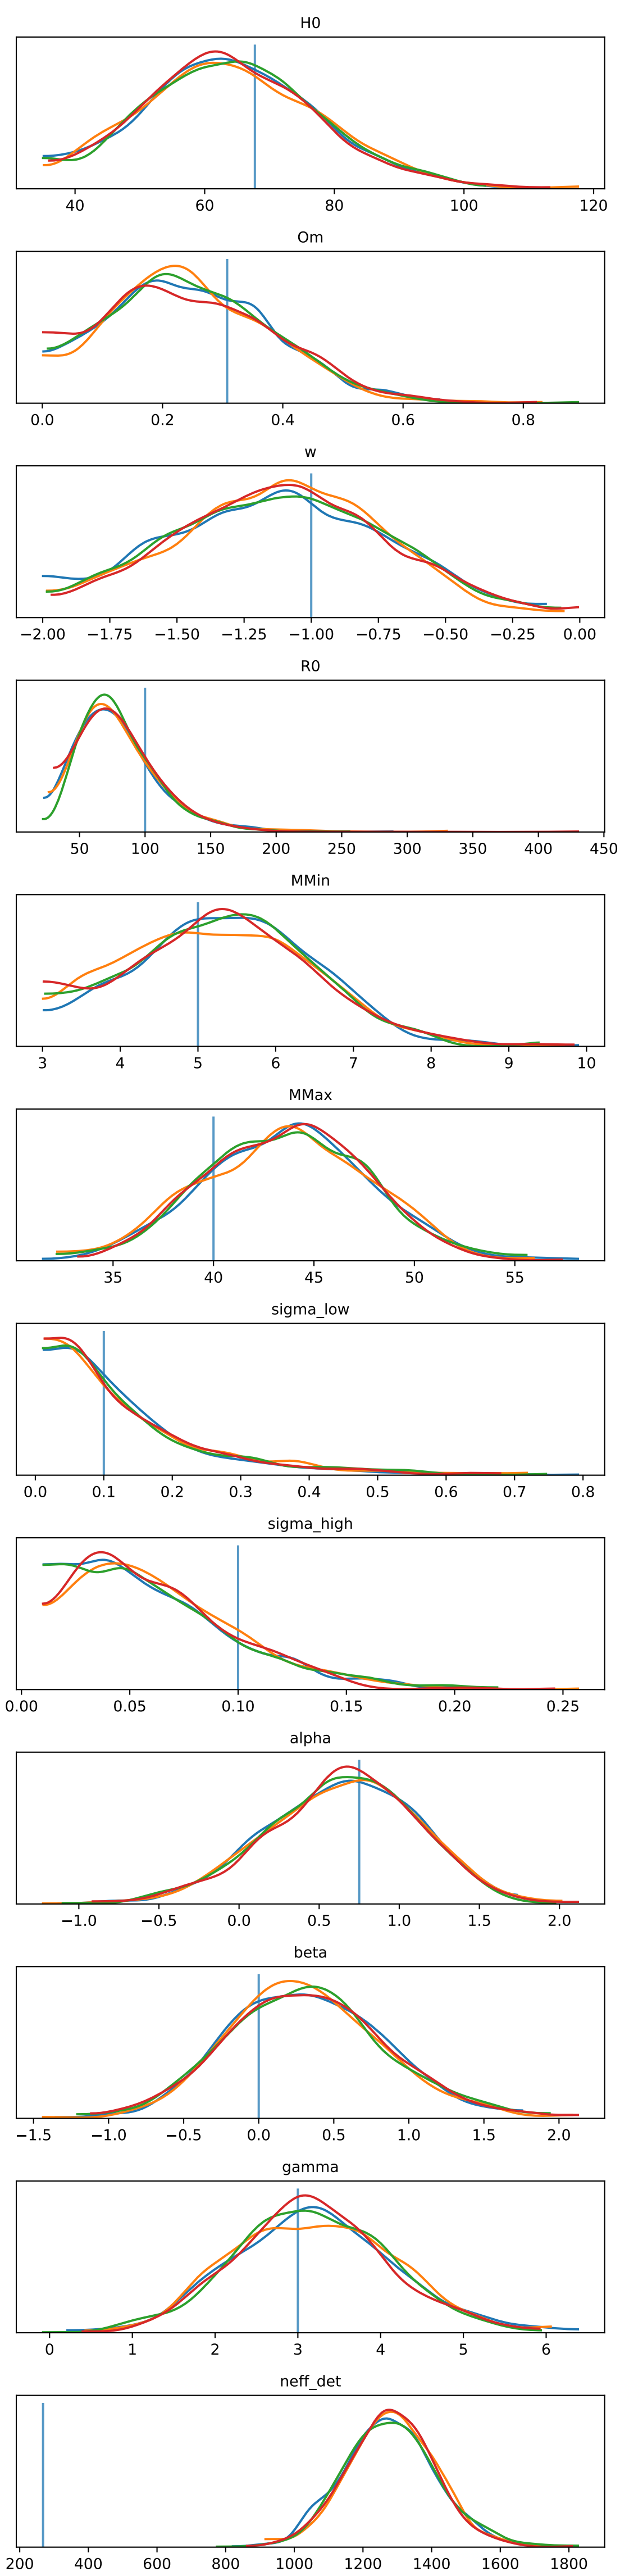 H0
40 60 80 100 120
Om
0.0 0.2 0.4 0.6 0.8
w
−2.00 −1.75 −1.50 −1.25 −1.00 −0.75 −0.50 −0.25 0.00
R0
50 100 150 200 250 300 350 400 450
MMin
3 4 5 6 7 8 9 10
MMax
35 40 45 50 55
sigma_low
0.0 0.1 0.2 0.3 0.4 0.5 0.6 0.7 0.8
sigma_high
0.00 0.05 0.10 0.15 0.20 0.25
alpha
−1.0 −0.5 0.0 0.5 1.0 1.5 2.0
beta
−1.5 −1.0 −0.5 0.0 0.5 1.0 1.5 2.0
gamma
0 1 2 3 4 5 6
neff_det
200 400 600 800 1000 1200 1400 1600 1800